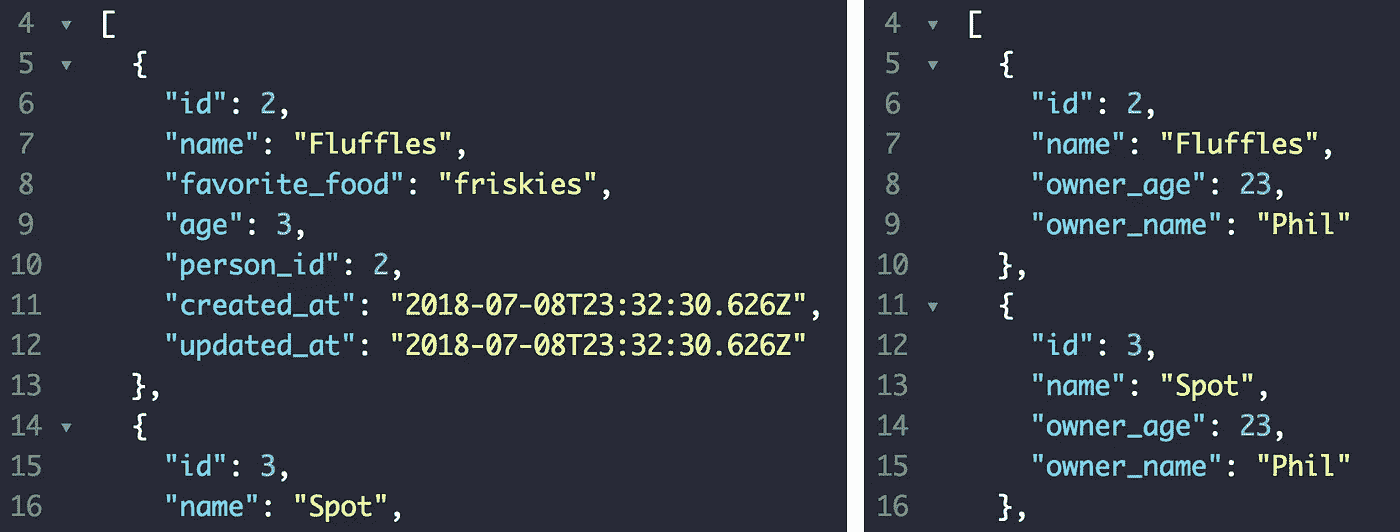 4 ▾ [
5 ▾ {
6 "id": 2,
7 "name": "Fluffles",
8 "favorite_food": "friskies",
9 "age": 3,
10 "person_id": 2,
11 "created_at": "2018-07-08T23:32:30.626Z",
12 "updated_at": "2018-07-08T23:32:30.626Z"
13 },
14 ▾ {
15 "id": 3,
16 "name": "Spot",
4 ▾ [
5 ▾ {
6 "id": 2,
7 "name": "Fluffles",
8 "owner_age": 23,
9 "owner_name": "Phil"
10 },
11 ▾ {
12 "id": 3,
13 "name": "Spot",
14 "owner_age": 23,
15 "owner_name": "Phil"
16 },